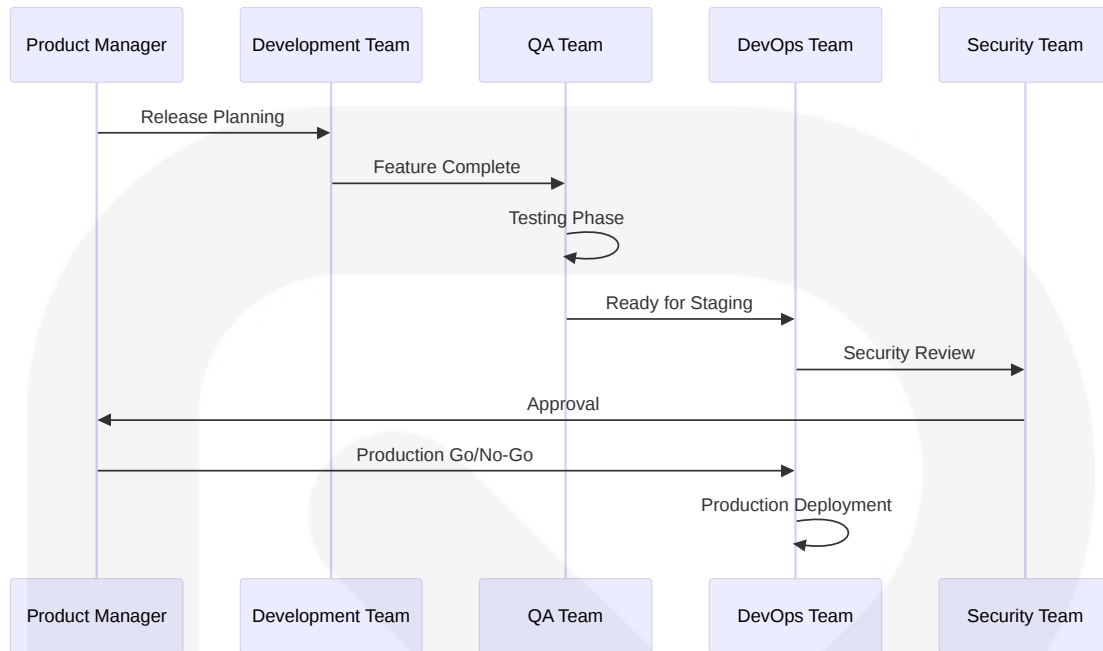 Product Manager
Development Team
QA Team
DevOps Team
Security Team
Release Planning
Feature Complete
Testing Phase
Ready for Staging
Security Review
Approval
Production Go/No-Go
Production Deployment
Product Manager
Development Team
QA Team
DevOps Team
Security Team